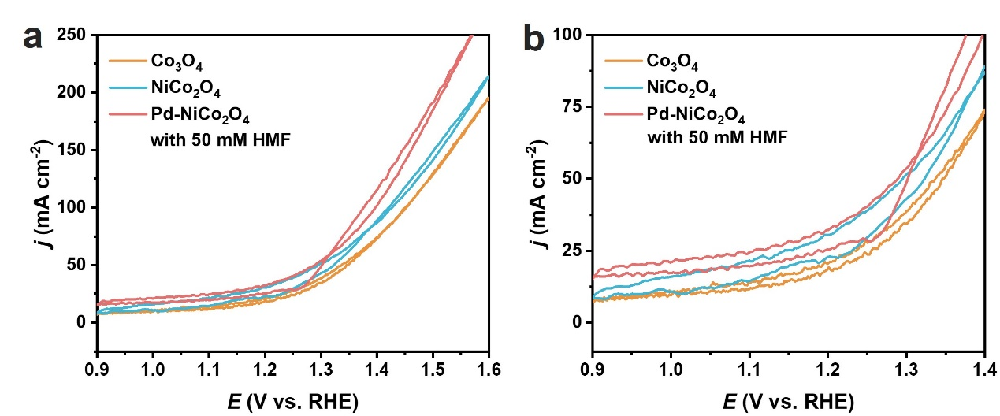 a
250
200
150
100
50
0
j (mA cm⁻²)
Co₃O₄
NiCo₂O₄
Pd-NiCo₂O₄
with 50 mM HMF
0.9 1.0 1.1 1.2 1.3 1.4 1.5 1.6
E (V vs. RHE)
b
100
75
50
25
0
j (mA cm⁻²)
Co₃O₄
NiCo₂O₄
Pd-NiCo₂O₄
with 50 mM HMF
0.9 1.0 1.1 1.2 1.3 1.4
E (V vs. RHE)